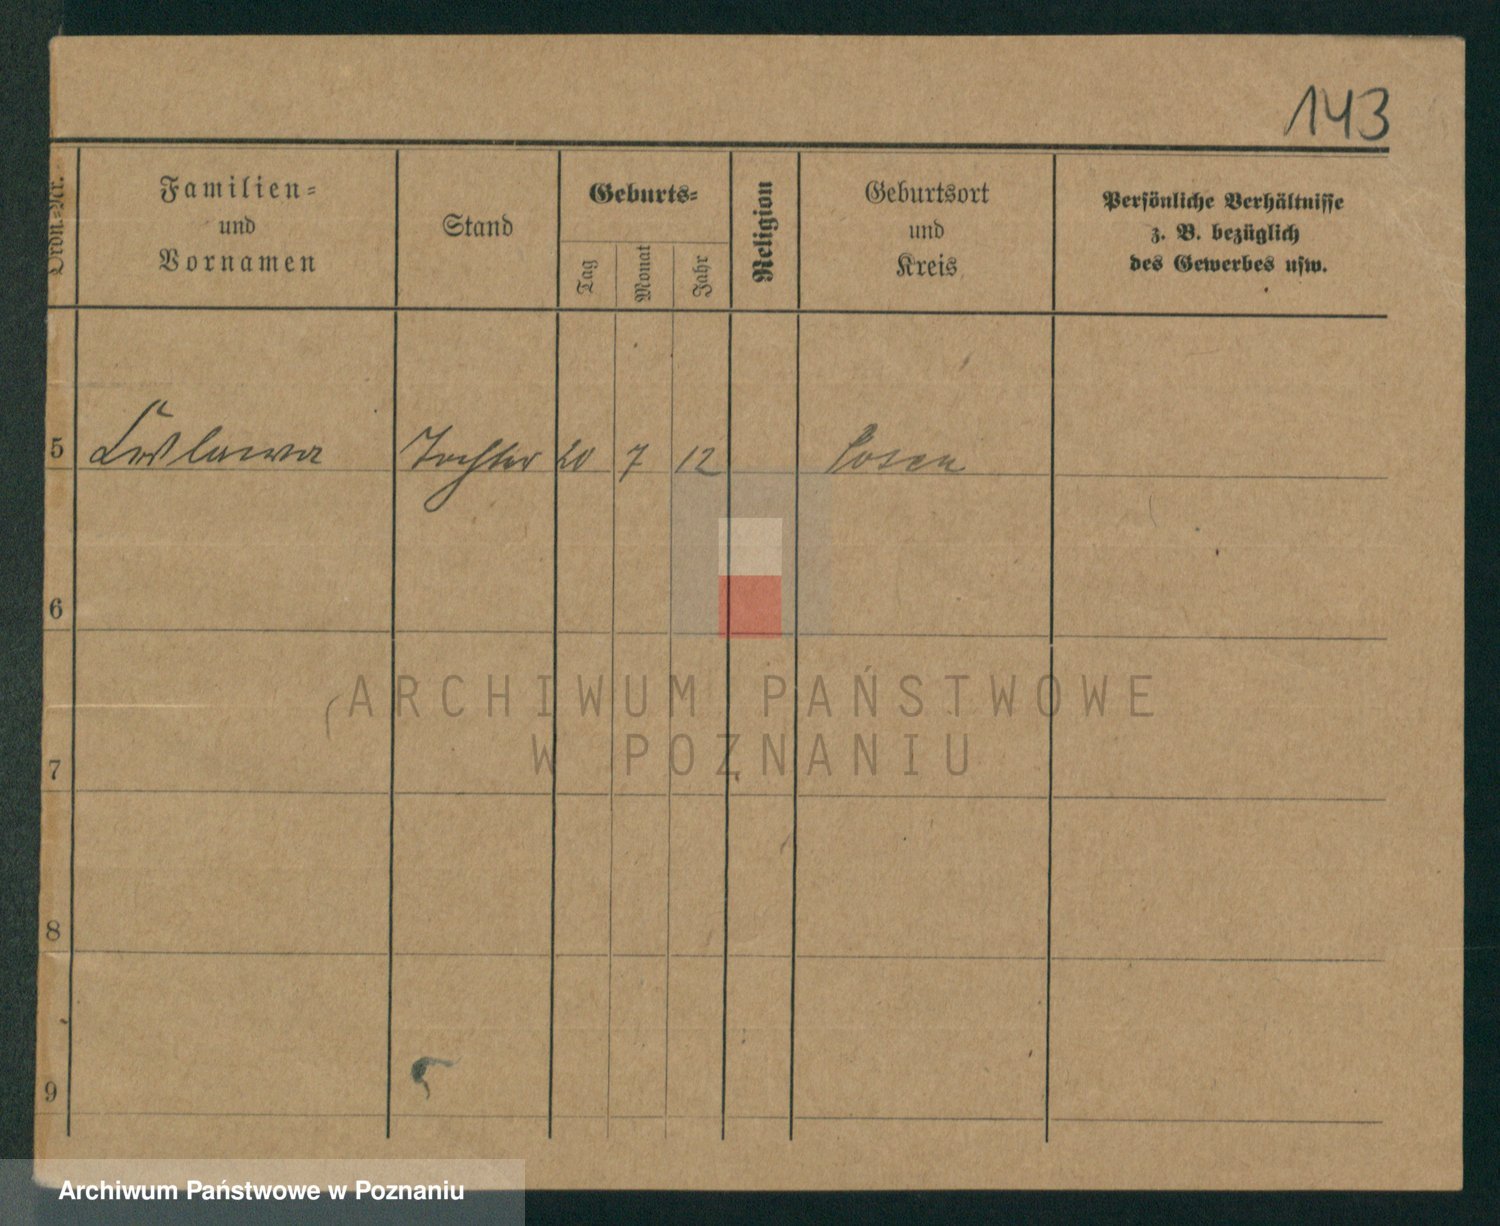 143
Ordn.-Nr.
Familien-
und
Vornamen
Stand
Geburts-
Tag
Monat
Jahr
Religion
Geburtsort
und
Kreis
Persönliche Verhältnisse
z. B. bezüglich
des Gewerbes usw.
5 Tochter 20 7 12 Posen
6
7
8
9
ARCHIWUM PAŃSTWOWE
W POZNANIU
Archiwum Państwowe w Poznaniu